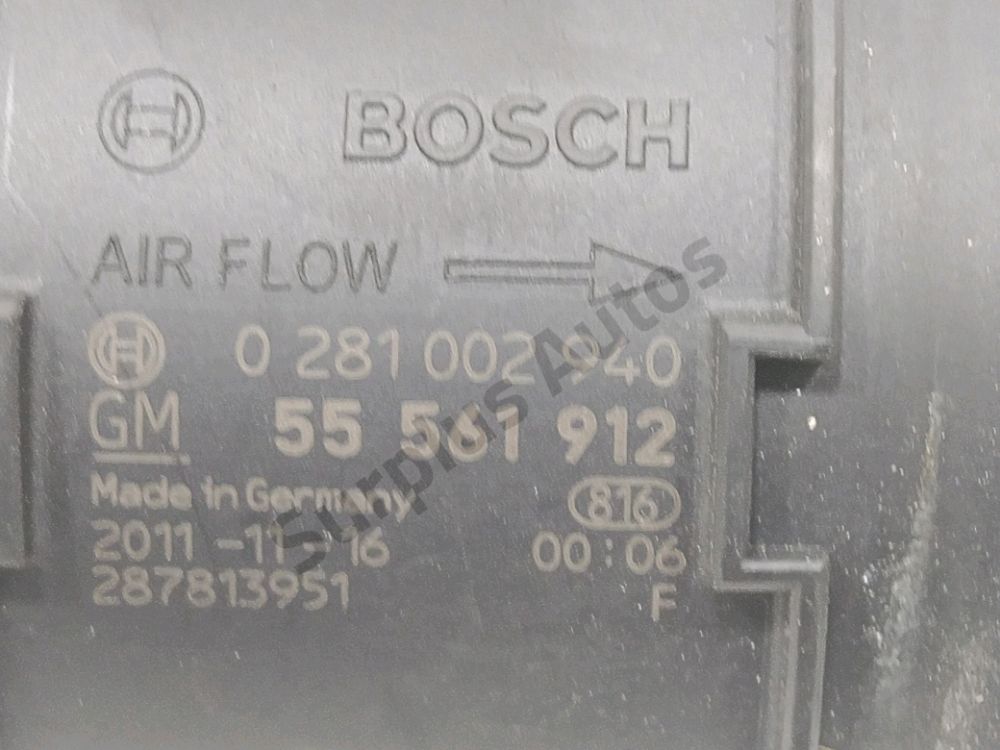 BOSCH
AIR FLOW
0 281 002 940
GM 55 561 912
Made in Germany 816
2011-11-16 00:06
287813951 F
Surplus Autos